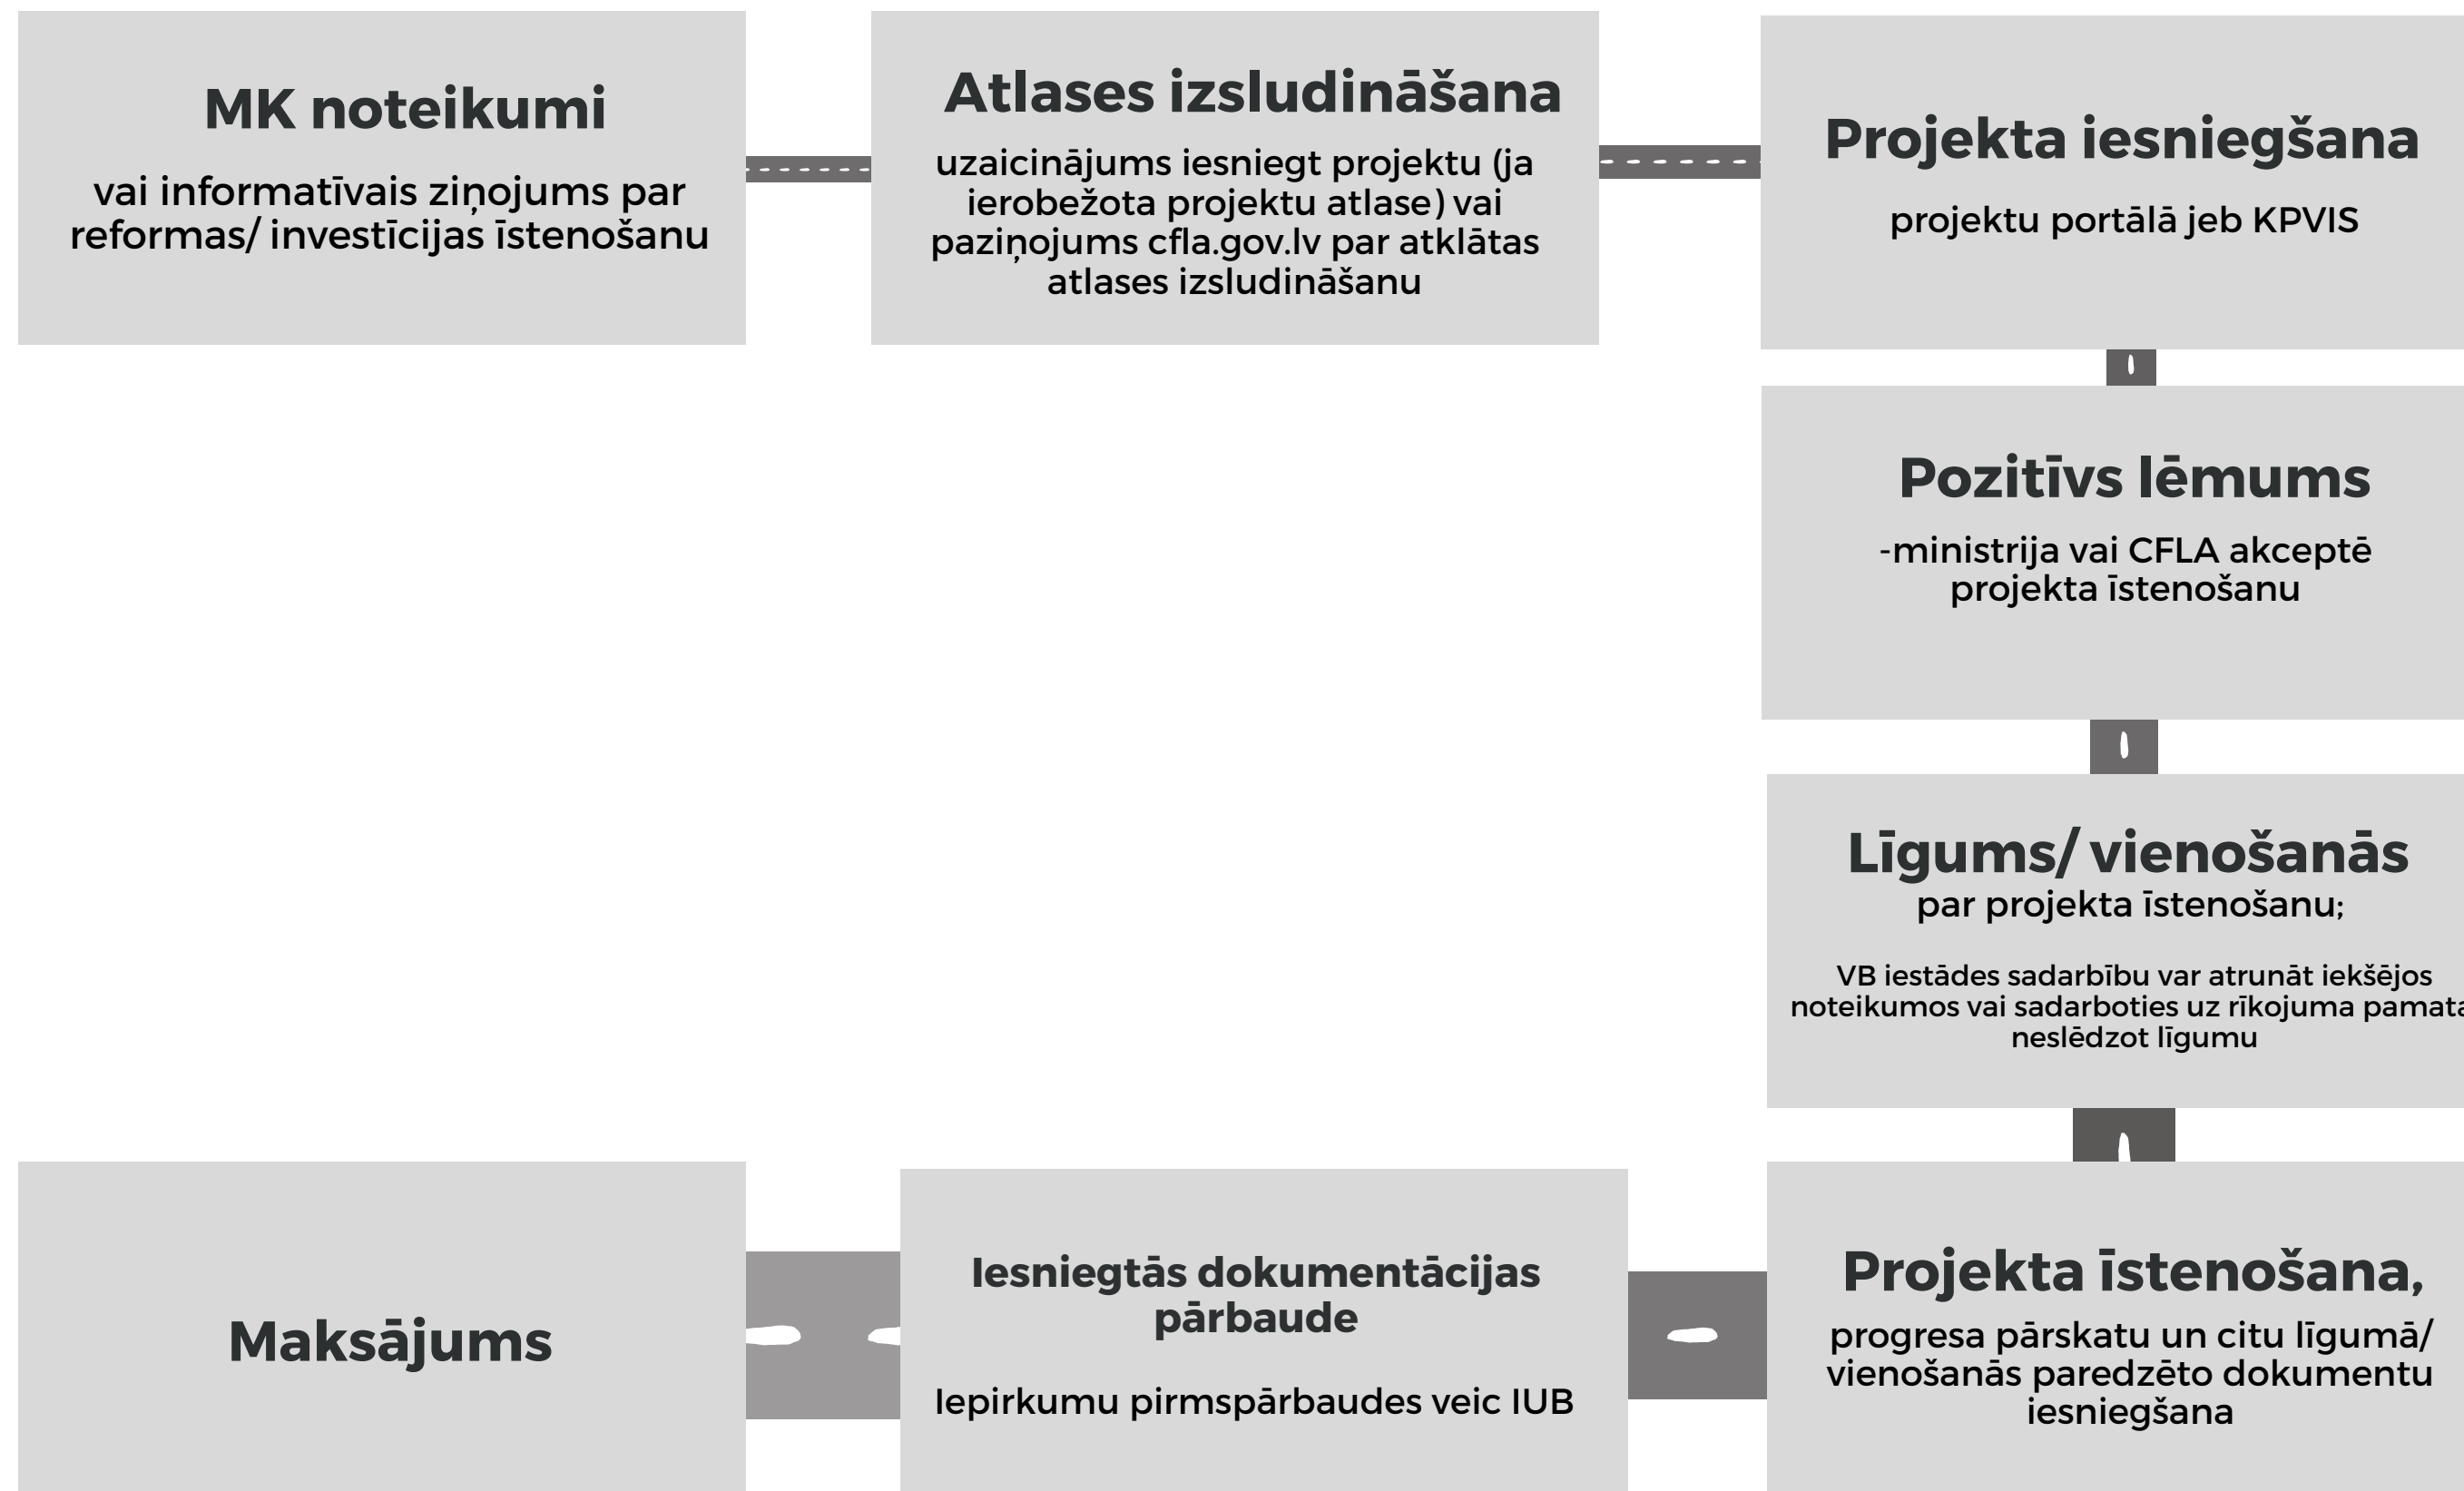 MK noteikumi
vai informatīvais ziņojums par
reformas/ investīcijas īstenošanu
Atlases izsludināšana
uzaicinājums iesniegt projektu (ja
ierobežota projektu atlase) vai
paziņojums cfla.gov.lv par atklātas
atlases izsludināšanu
Projekta iesniegšana
projektu portālā jeb KPVIS
Pozitīvs lēmums
-ministrija vai CFLA akceptē
projekta īstenošanu
Līgums/ vienošanās
par projekta īstenošanu;
VB iestādes sadarbību var atrunāt iekšējos
noteikumos vai sadarboties uz rīkojuma pamata
neslēdzot līgumu
Projekta īstenošana,
progresa pārskatu un citu līgumā/
vienošanās paredzēto dokumentu
iesniegšana
Iesniegtās dokumentācijas
pārbaude
Iepirkumu pirmspārbaudes veic IUB
Maksājums